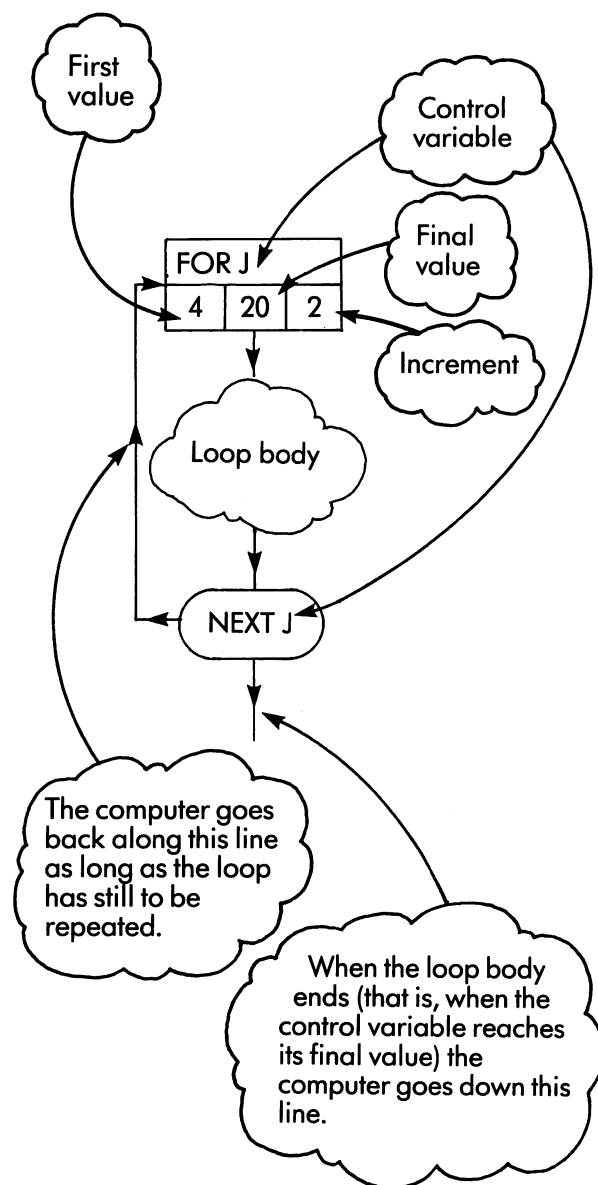 First
value
Control
variable
Final
value
FOR J
4 20 2
Increment
Loop body
NEXT J
The computer goes
back along this line
as long as the loop
has still to be
repeated.
When the loop body
ends (that is, when the
control variable reaches
its final value) the
computer goes down this
line.